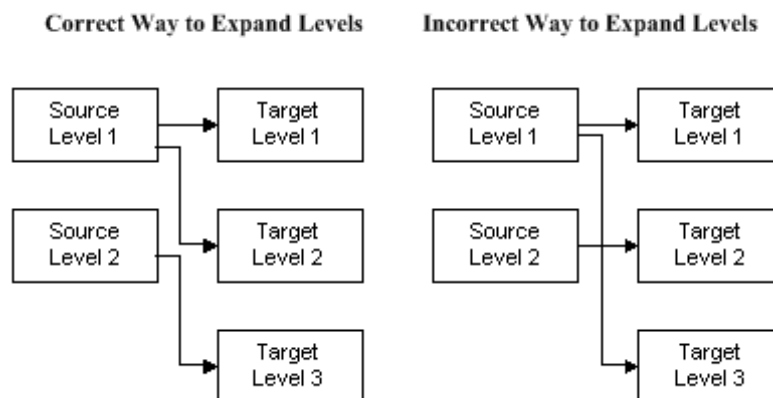 Correct Way to Expand Levels
Incorrect Way to Expand Levels
Source
Level 1
Target
Level 1
Source
Level 2
Target
Level 2
Target
Level 3
Source
Level 1
Target
Level 1
Source
Level 2
Target
Level 2
Target
Level 3